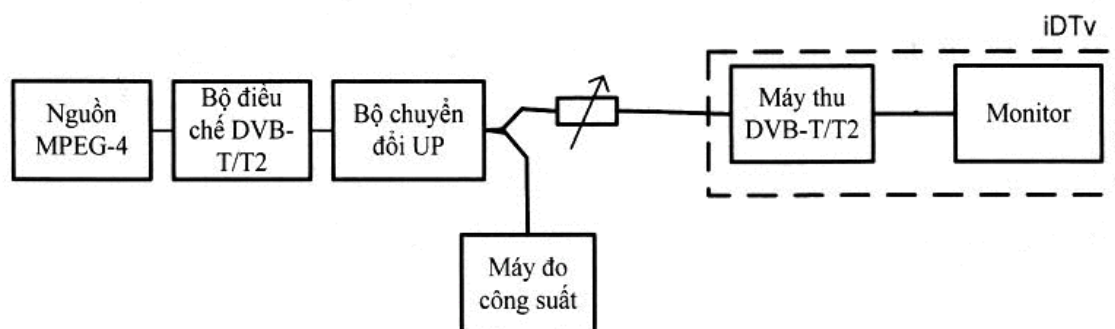 iDTv
Nguồn
MPEG-4
Bộ điều
chế DVB-
T/T2
Bộ chuyển
đổi UP
Máy thu
DVB-T/T2
Monitor
Máy đo
công suất